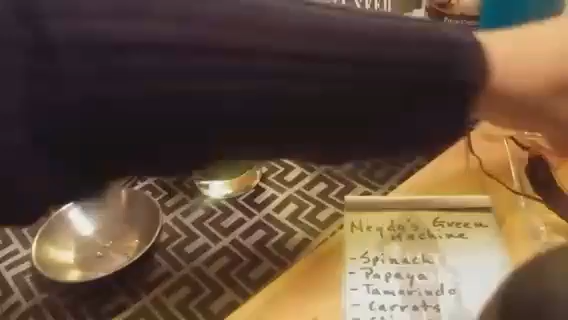 Neyda's Green
Machine
- Spinach
- Papaya
- Tamarindo
- Carrots